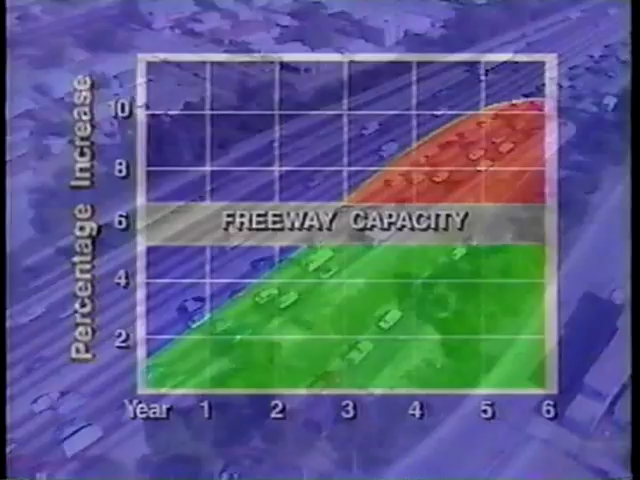 Percentage Increase
10
8
6
4
2
FREEWAY CAPACITY
Year 1 2 3 4 5 6